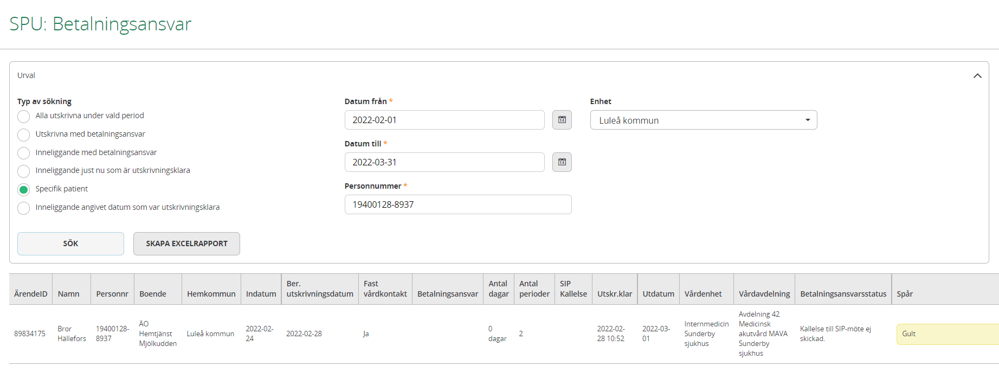 SPU: Betalningsansvar
Urval
Typ av sökning
Alla utskrivna under vald period
Utskrivna med betalningsansvar
Inneliggande med betalningsansvar
Inneliggande just nu som är utskrivningsklara
Specifik patient
Inneliggande angivet datum som var utskrivningsklara
Datum från *
2022-02-01
14
Datum till *
2022-03-31
14
Personnummer *
19400128-8937
Enhet
Luleå kommun
SÖK
SKAPA EXCELRAPPORT
ÄrendeID
Namn
Personnr
Boende
Hemkommun
Indatum
Ber.
utskrivningsdatum
Fast
vårdkontakt
Betalningsansvar
Antal
dagar
Antal
perioder
SIP
Kallelse
Utskr.klar
Utdatum
Vårdenhet
Vårdavdelning
Betalningsansvarsstatus
Spår
89834175
Bror
Hällefors
19400128-
8937
ÄO
Hemtjänst
Mjölkudden
Luleå kommun
2022-02-
24
2022-02-28
Ja
0
dagar
2
2022-02-
28 10:52
2022-03-
01
Internmedicin
Sunderby
sjukhus
Avdelning 42
Medicinsk
akutvård MAVA
Sunderby
sjukhus
Kallelse till SIP-möte ej
skickad.
Gult